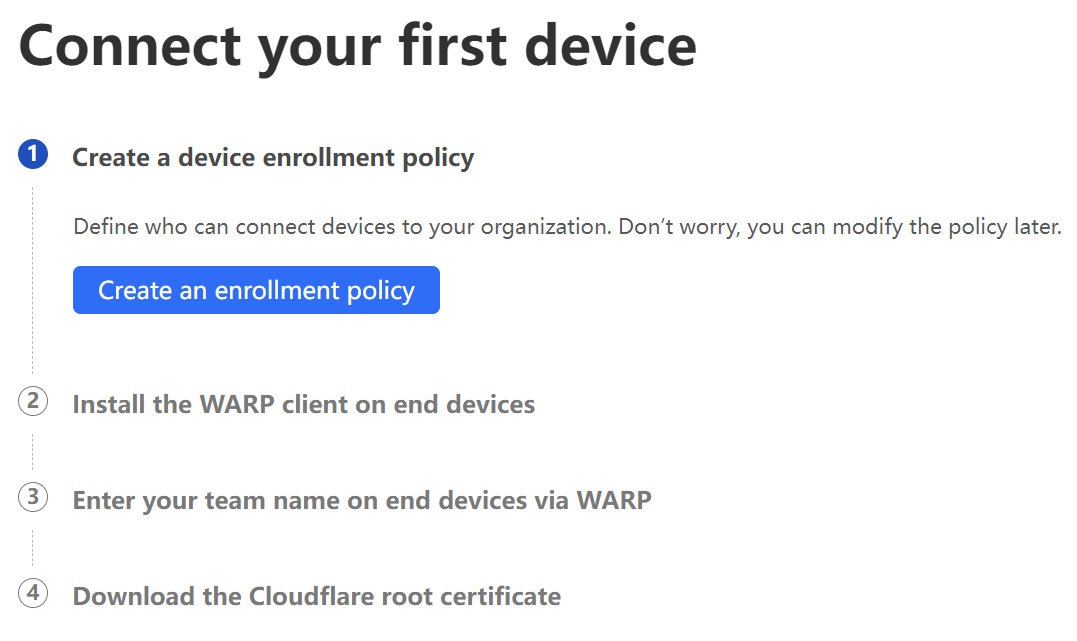 Connect your first device
1
Create a device enrollment policy
Define who can connect devices to your organization. Don’t worry, you can modify the policy later.
Create an enrollment policy
2
Install the WARP client on end devices
3
Enter your team name on end devices via WARP
4
Download the Cloudflare root certificate